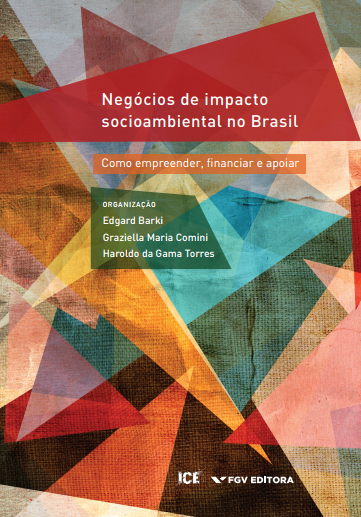 Negócios de impacto
socioambiental no Brasil
Como empreender, financiar e apoiar
ORGANIZAÇÃO
Edgard Barki
Graziella Maria Comini
Haroldo da Gama Torres
ICE
FGV EDITORA